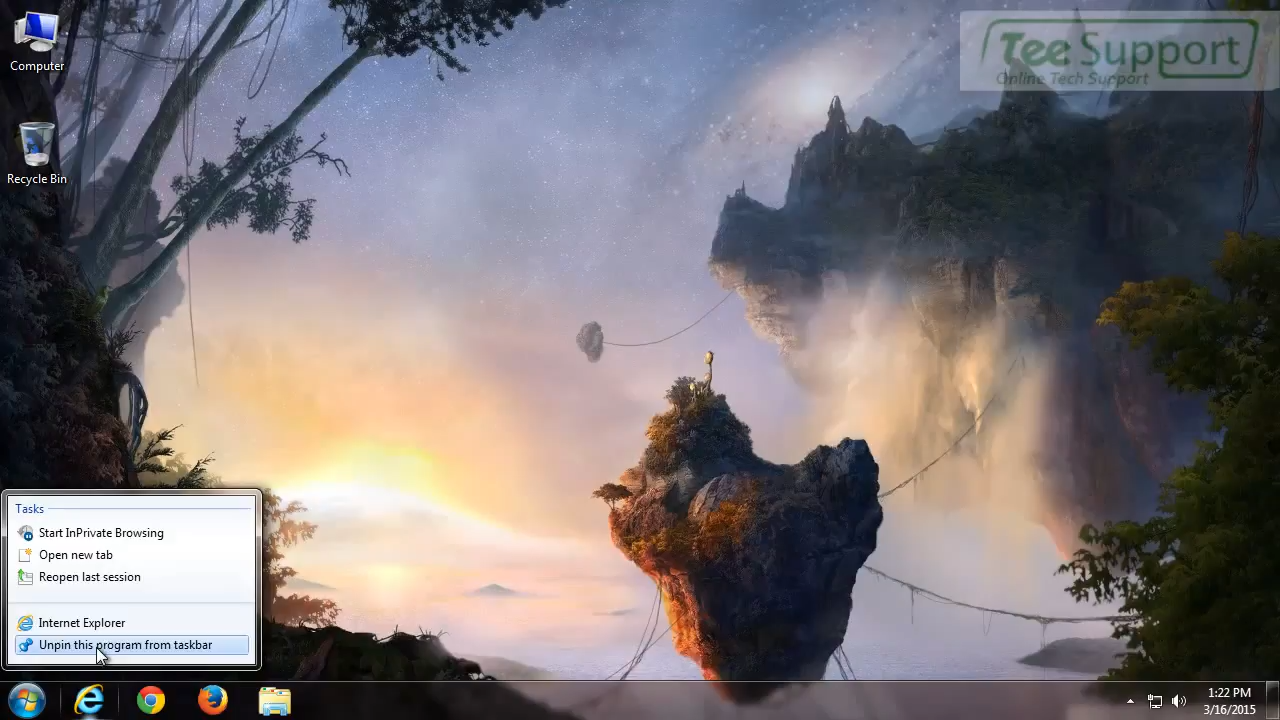 Computer
Recycle Bin
Tee Support
Online Tech Support
Tasks
Start InPrivate Browsing
Open new tab
Reopen last session
Internet Explorer
Unpin this program from taskbar
1:22 PM
3/16/2015